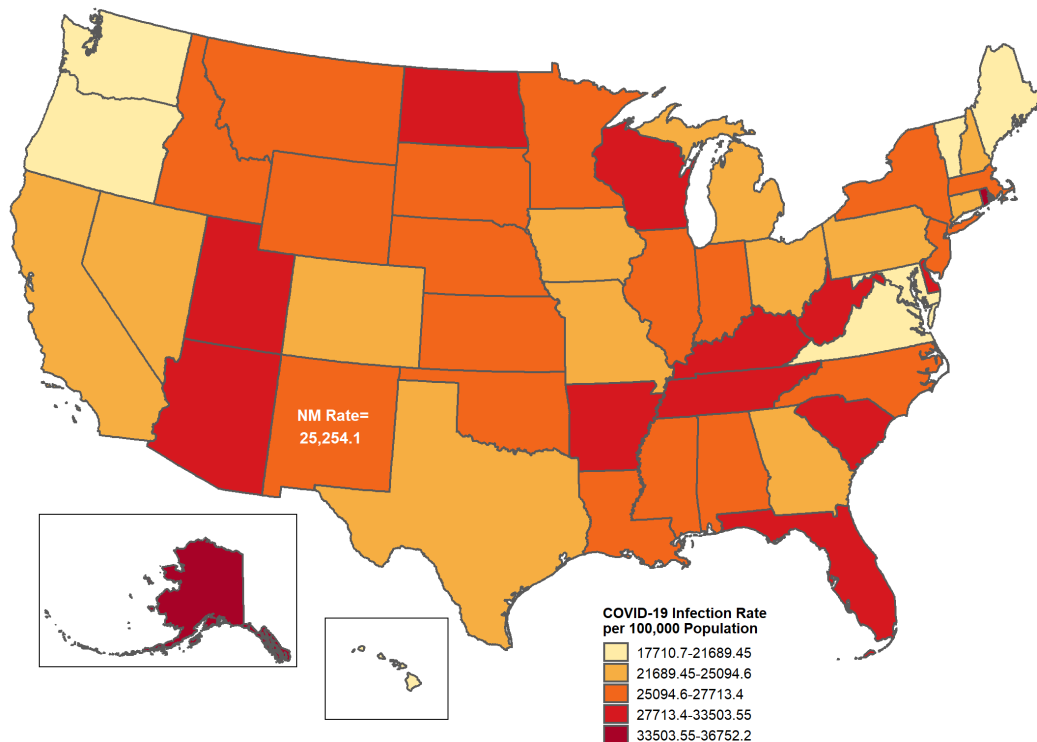 NM Rate=
25,254.1
COVID-19 Infection Rate
per 100,000 Population
17710.7-21689.45
21689.45-25094.6
25094.6-27713.4
27713.4-33503.55
33503.55-36752.2